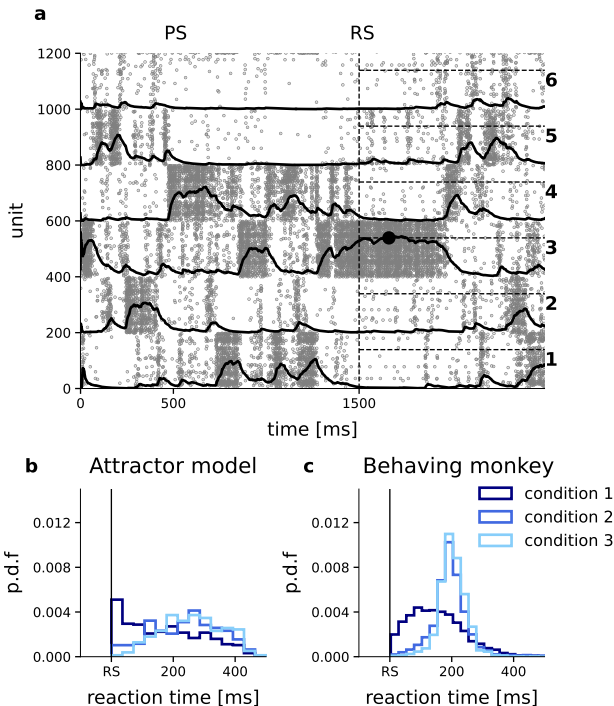 a
PS RS
1200
1000
800
600
400
200
0
unit
6
5
4
3
2
1
0 500 1500
time [ms]
b Attractor model
0.012
0.008
0.004
0.000
p.d.f
RS 200 400
reaction time [ms]
c Behaving monkey
condition 1
condition 2
condition 3
0.012
0.008
0.004
0.000
p.d.f
RS 200 400
reaction time [ms]